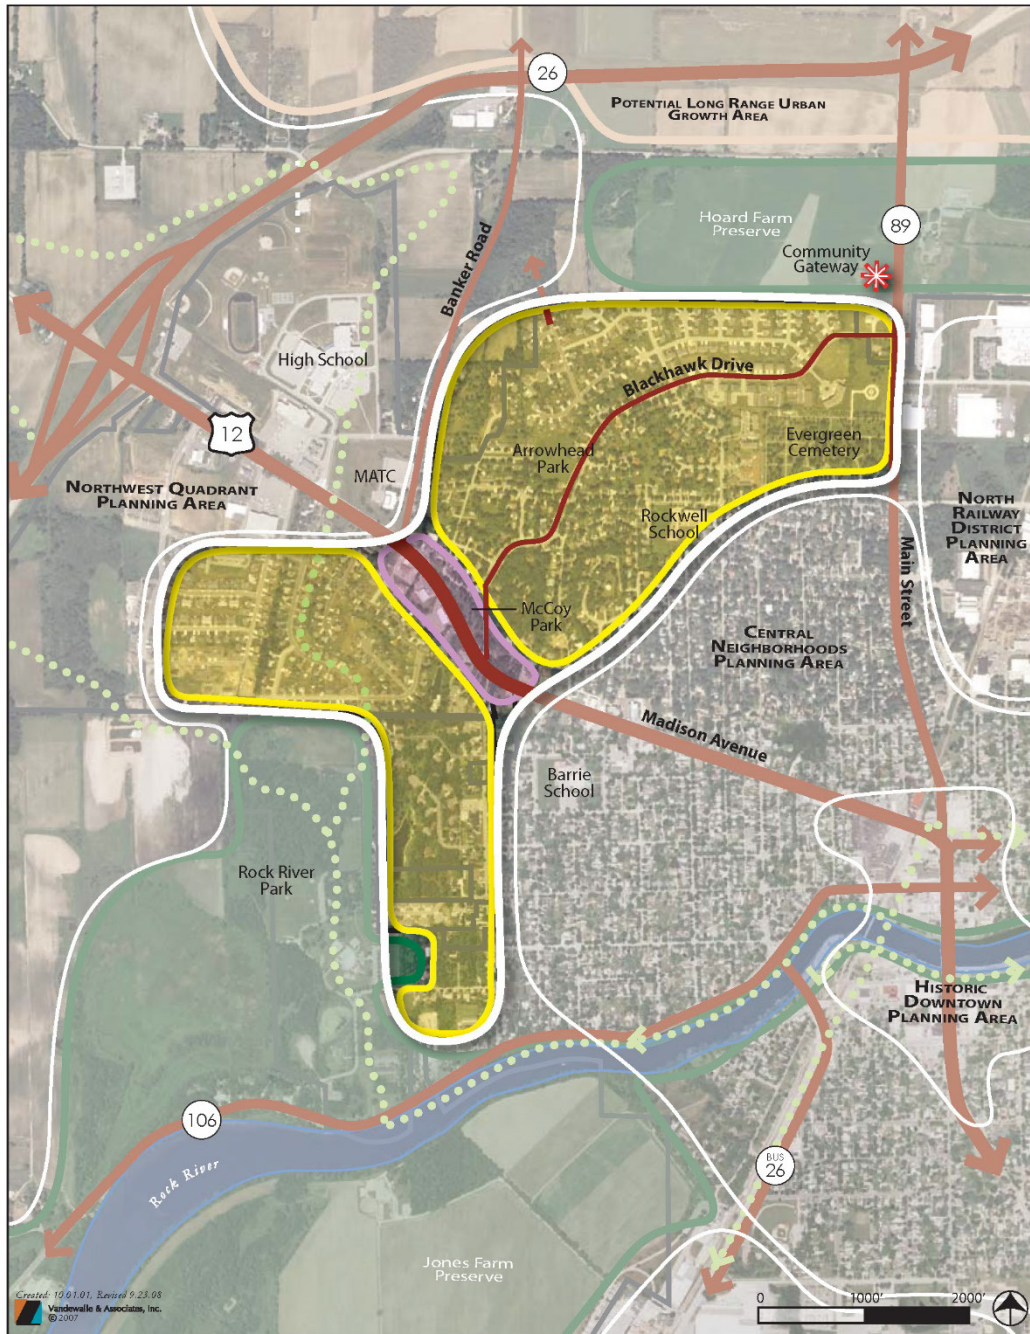 26
POTENTIAL LONG RANGE URBAN
GROWTH AREA
Hoard Farm
Preserve
89
Community
Gateway
Banker Road
High School
Blackhawk Drive
12
Arrowhead
Park
Evergreen
Cemetery
MATC
NORTHWEST QUADRANT
PLANNING AREA
Rockwell
School
NORTH
RAILWAY
DISTRICT
PLANNING
AREA
Main Street
McCoy
Park
CENTRAL
NEIGHBORHOODS
PLANNING AREA
Madison Avenue
Barrie
School
Rock River
Park
HISTORIC
DOWNTOWN
PLANNING AREA
106
Rock River
BUS
26
Jones Farm
Preserve
Created: 10.01.01, Revised 9.23.08
Vandewalle & Associates, Inc.
© 2007
0 1000' 2000'